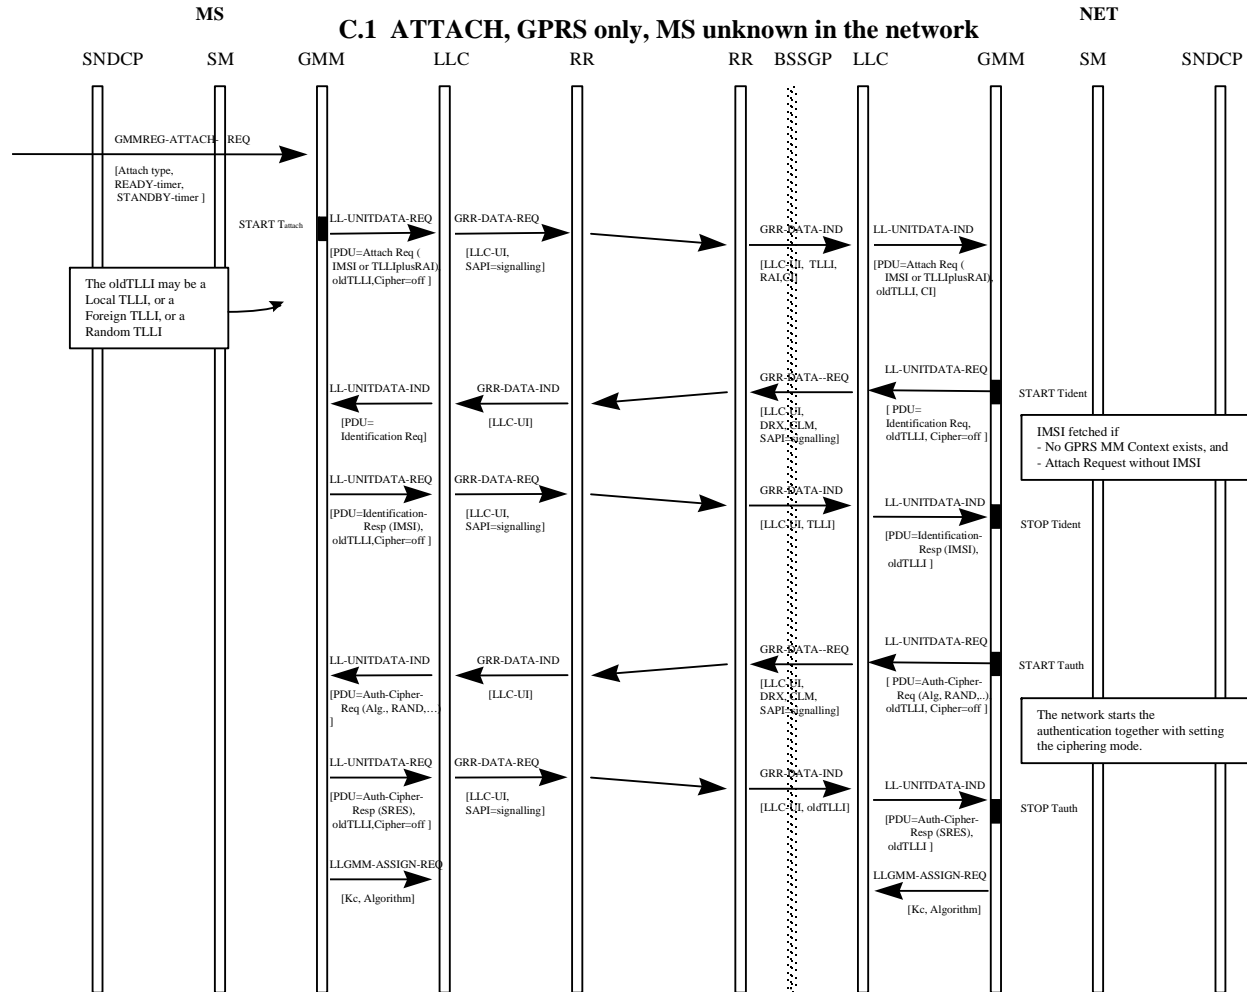 MS
NET
C.1 ATTACH, GPRS only, MS unknown in the network
SNDCP SM GMM LLC RR RR BSSGP LLC GMM SM SNDCP
GMMREG-ATTACH- REQ
[Attach type,
READY-timer,
STANDBY-timer ]
START Tattach
LL-UNITDATA-REQ
[PDU=Attach Req (
IMSI or TLLIplusRAI),
oldTLLI,Cipher=off ]
GRR-DATA-REQ
[LLC-UI,
SAPI=signalling]
GRR-DATA-IND
[LLC-UI, TLLI,
RAI,CI]
LL-UNITDATA-IND
[PDU=Attach Req (
IMSI or TLLIplusRAI),
oldTLLI, CI]
The oldTLLI may be a
Local TLLI, or a
Foreign TLLI, or a
Random TLLI
LL-UNITDATA-IND
[PDU=
Identification Req]
GRR-DATA-IND
[LLC-UI]
GRR-DATA--REQ
[LLC-UI,
DRX, CLM,
SAPI=signalling]
LL-UNITDATA-REQ
[ PDU=
Identification Req,
oldTLLI, Cipher=off ]
START Tident
IMSI fetched if
- No GPRS MM Context exists, and
- Attach Request without IMSI
LL-UNITDATA-REQ
[PDU=Identification-
Resp (IMSI),
oldTLLI,Cipher=off ]
GRR-DATA-REQ
[LLC-UI,
SAPI=signalling]
GRR-DATA-IND
[LLC-UI, TLLI]
LL-UNITDATA-IND
[PDU=Identification-
Resp (IMSI),
oldTLLI ]
STOP Tident
LL-UNITDATA-IND
[PDU=Auth-Cipher-
Req (Alg., RAND,…)
]
GRR-DATA-IND
[LLC-UI]
GRR-DATA--REQ
[LLC-UI,
DRX, CLM,
SAPI=signalling]
LL-UNITDATA-REQ
[ PDU=Auth-Cipher-
Req (Alg, RAND,..),
oldTLLI, Cipher=off ]
START Tauth
The network starts the
authentication together with setting
the ciphering mode.
LL-UNITDATA-REQ
[PDU=Auth-Cipher-
Resp (SRES),
oldTLLI,Cipher=off ]
GRR-DATA-REQ
[LLC-UI,
SAPI=signalling]
GRR-DATA-IND
[LLC-UI, oldTLLI]
LL-UNITDATA-IND
[PDU=Auth-Cipher-
Resp (SRES),
oldTLLI ]
STOP Tauth
LLGMM-ASSIGN-REQ
[Kc, Algorithm]
LLGMM-ASSIGN-REQ
[Kc, Algorithm]